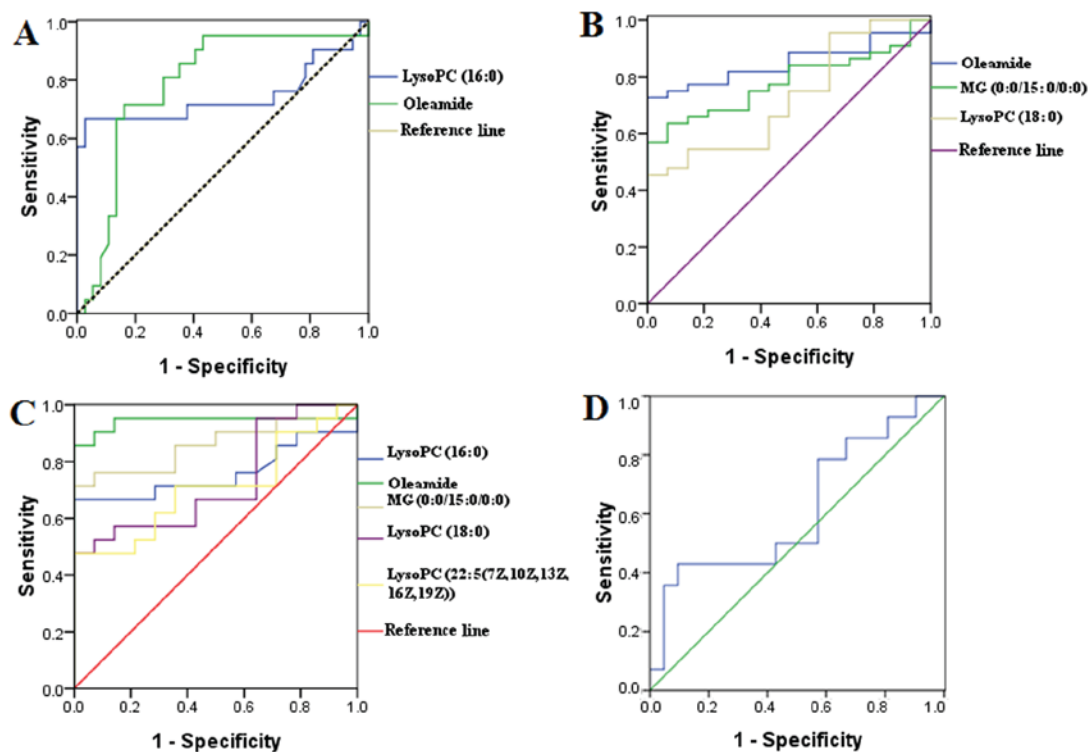 A
1.0
0.8
0.6
0.4
0.2
0.0
Sensitivity
0.0 0.2 0.4 0.6 0.8 1.0
1 - Specificity
LysoPC (16:0)
Oleamide
Reference line
B
1.0
0.8
0.6
0.4
0.2
0.0
Sensitivity
0.0 0.2 0.4 0.6 0.8 1.0
1 - Specificity
Oleamide
MG (0:0/15:0/0:0)
LysoPC (18:0)
Reference line
C
1.0
0.8
0.6
0.4
0.2
0.0
Sensitivity
0.0 0.2 0.4 0.6 0.8 1.0
1 - Specificity
LysoPC (16:0)
Oleamide
MG (0:0/15:0/0:0)
LysoPC (18:0)
LysoPC (22:5(7Z,10Z,13Z,
16Z,19Z))
Reference line
D
1.0
0.8
0.6
0.4
0.2
0.0
Sensitivity
0.0 0.2 0.4 0.6 0.8 1.0
1 - Specificity